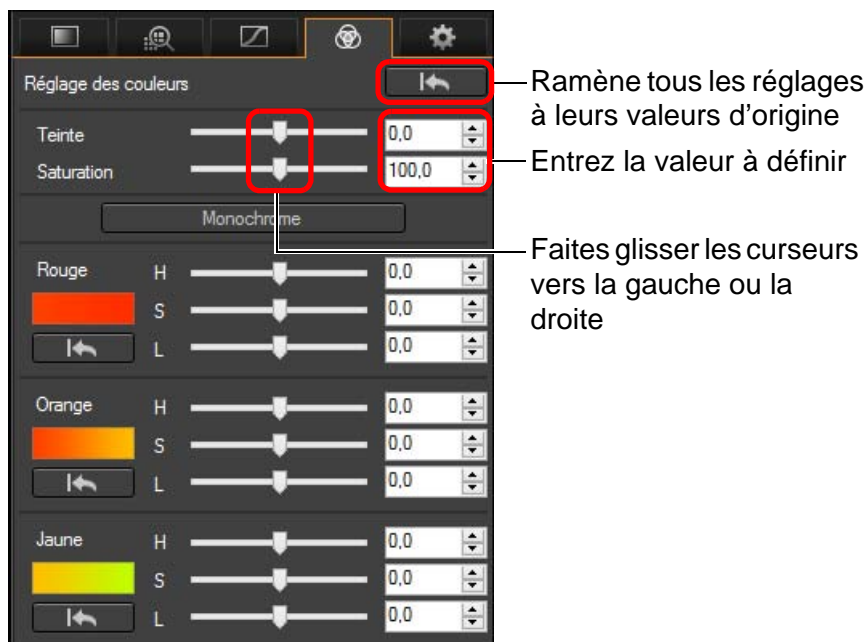 Réglage des couleurs
Ramène tous les réglages
à leurs valeurs d'origine
Teinte 0,0
Saturation 100,0
Entrez la valeur à définir
Monochrome
Faites glisser les curseurs
vers la gauche ou la
droite
Rouge H 0,0
S 0,0
L 0,0
Orange H 0,0
S 0,0
L 0,0
Jaune H 0,0
S 0,0
L 0,0